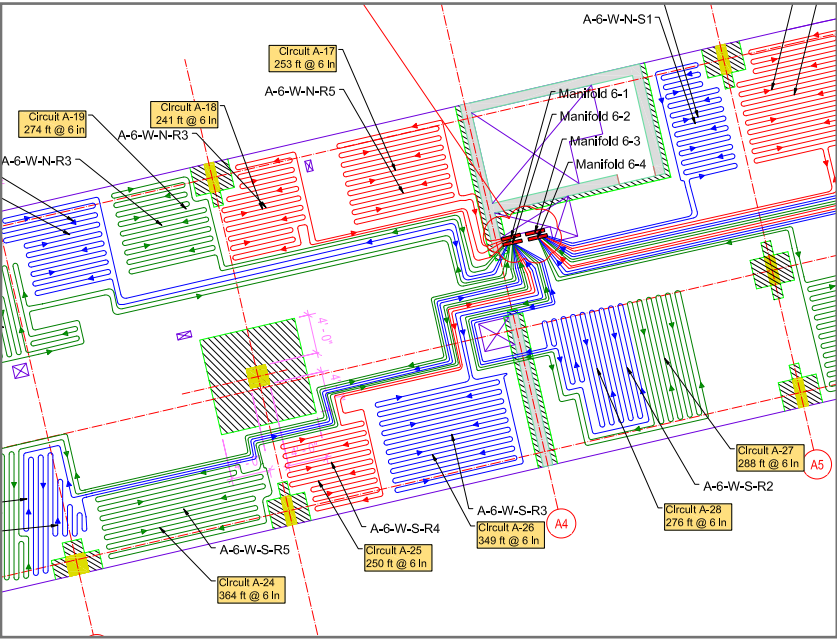 A-6-W-N-S1
Circuit A-17
253 ft @ 6 In
A-6-W-N-R5
Manifold 6-1
Manifold 6-2
Manifold 6-3
Manifold 6-4
Circuit A-18
241 ft @ 6 In
Circuit A-19
274 ft @ 6 in
A-6-W-N-R3
A-6-W-N-R3
4'-0"
Circuit A-27
288 ft @ 6 In
A5
A-6-W-S-R2
Circuit A-28
276 ft @ 6 In
A-6-W-S-R3
A4
Circuit A-26
349 ft @ 6 In
A-6-W-S-R4
Circuit A-25
250 ft @ 6 In
A-6-W-S-R5
Circuit A-24
364 ft @ 6 In